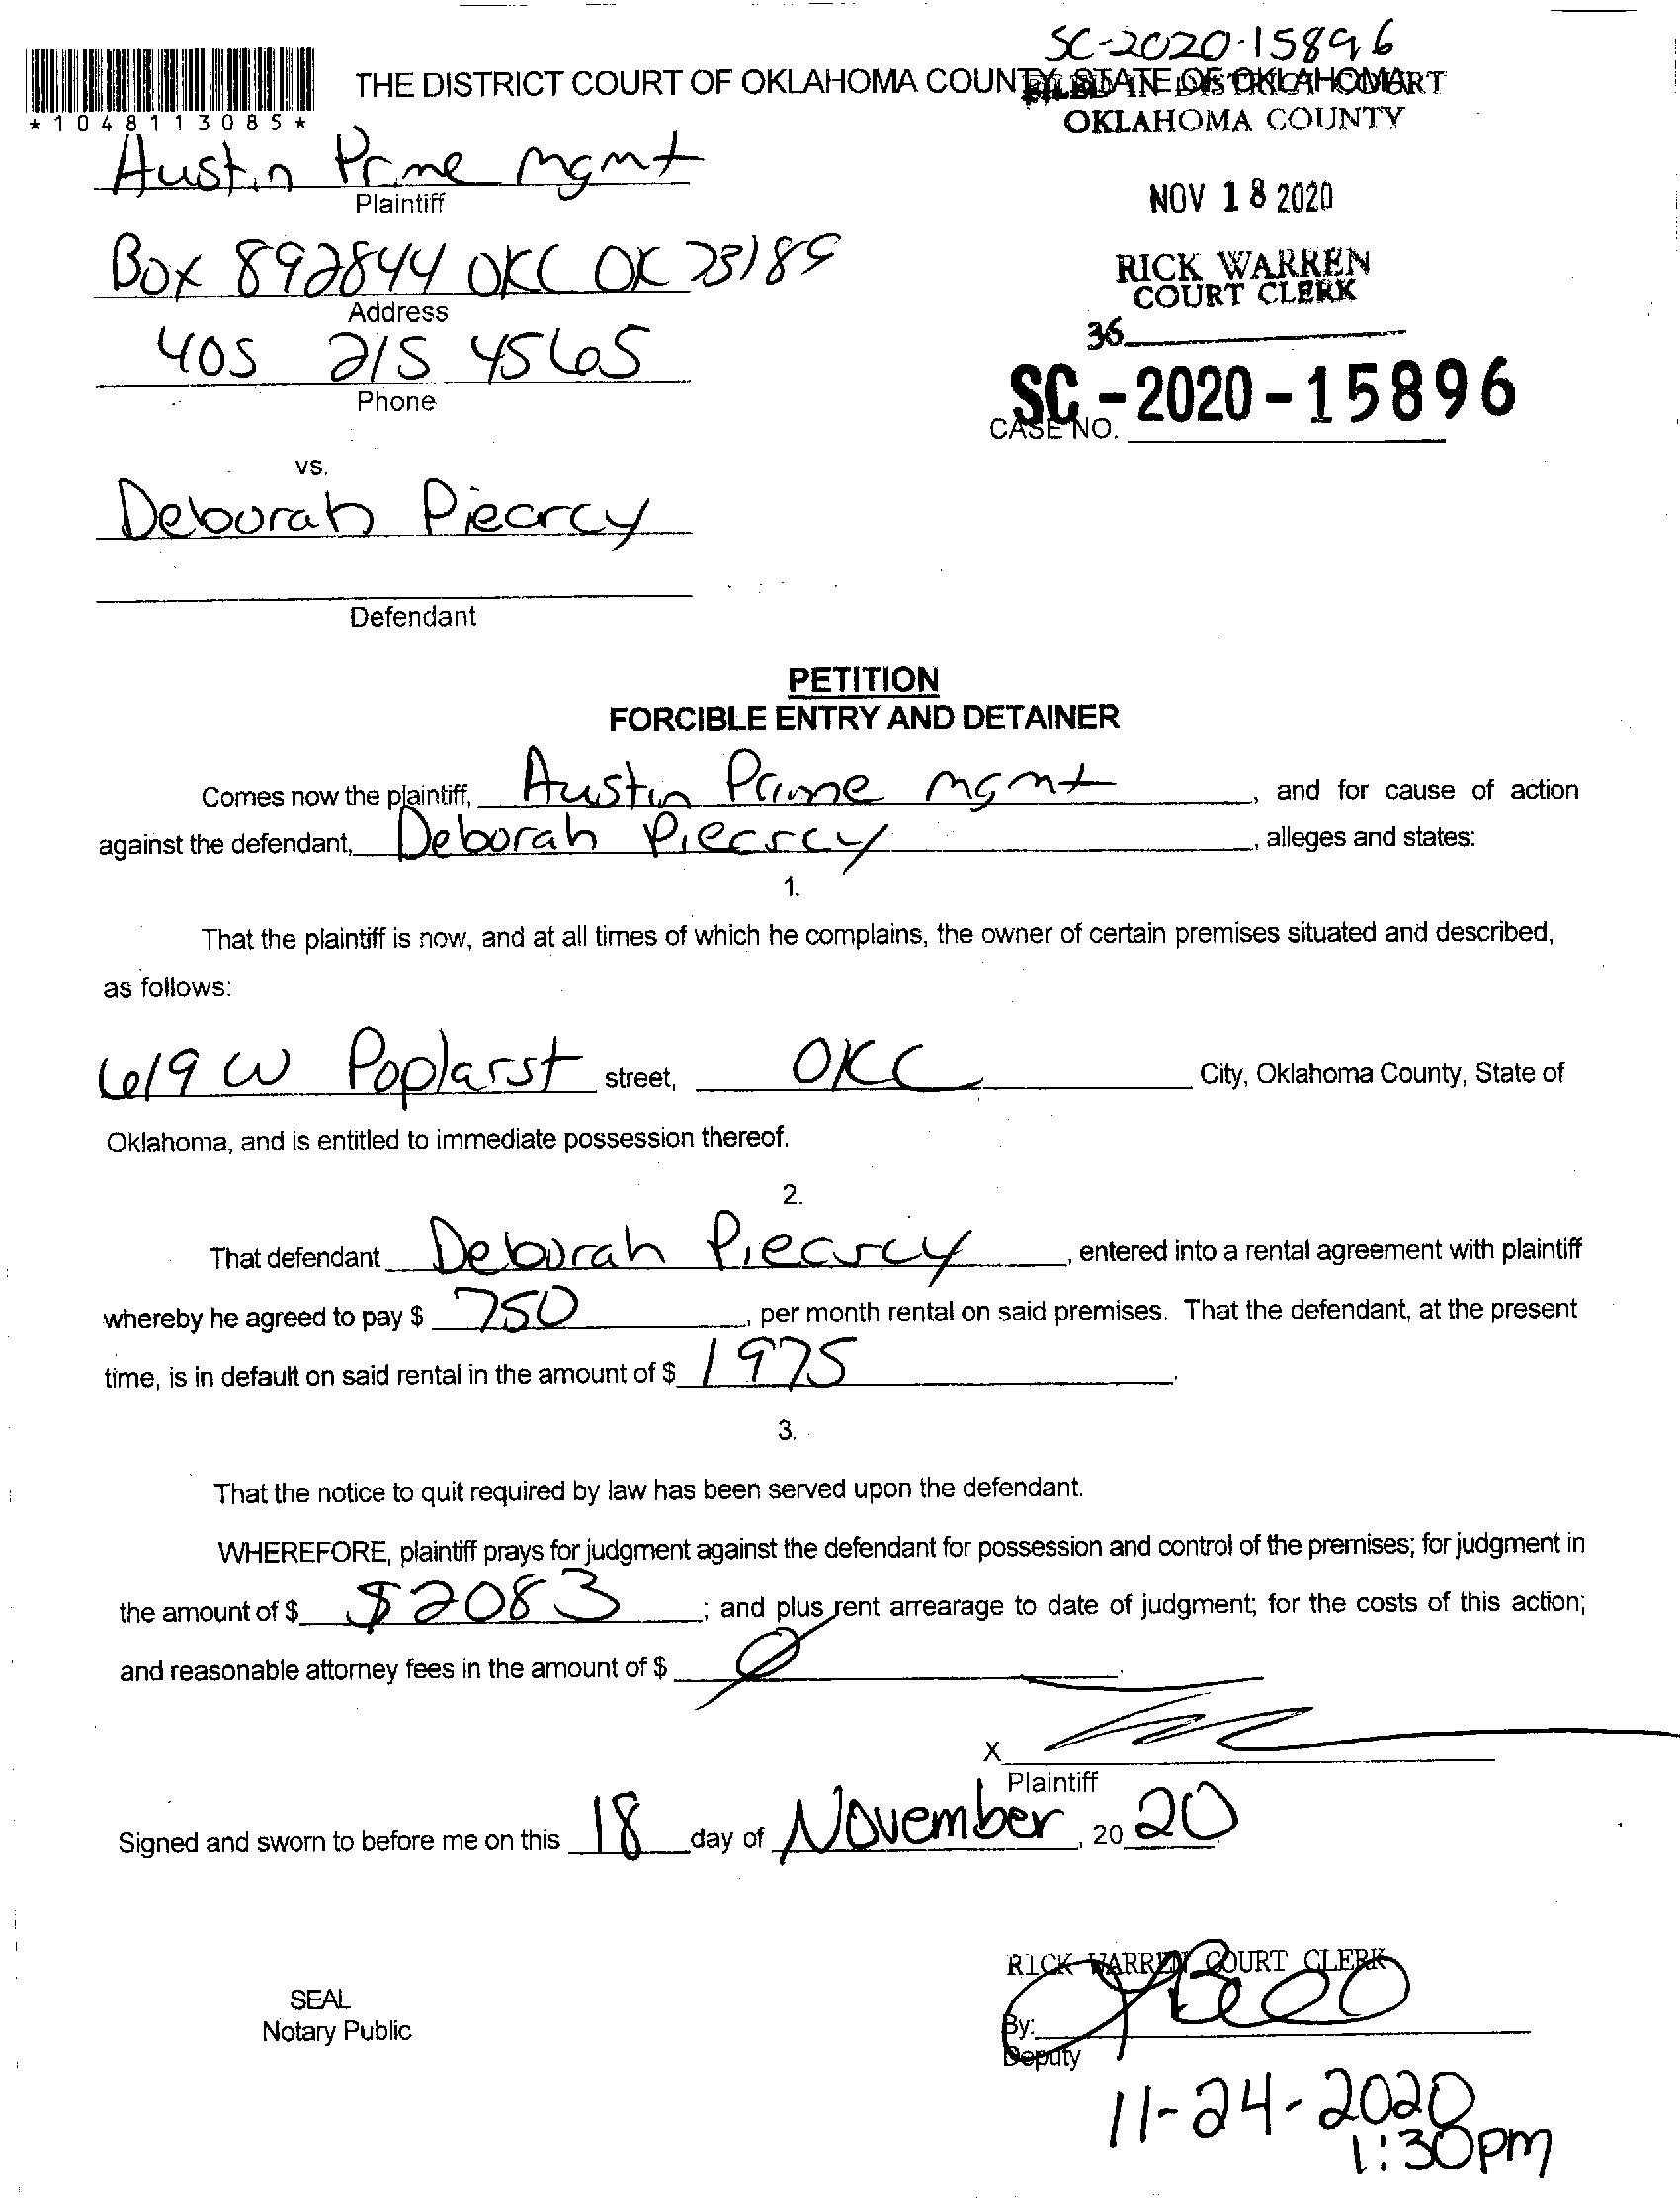 SC-2020-15896
THE DISTRICT COURT OF OKLAHOMA COUNTY, STATE OF OKLAHOMA
FILED IN DISTRICT COURT
OKLAHOMA COUNTY
*1048113085*
Austin Prime Mgmt
Plaintiff
NOV 18 2020
Box 892844 OKC OK 73189
Address
RICK WARREN
COURT CLERK
405 215 4565
Phone
36
SC-2020-15896
CASE NO.
vs.
Deborah Piearcy
Defendant
PETITION
FORCIBLE ENTRY AND DETAINER
Comes now the plaintiff, Austin Prime mgmt, and for cause of action
against the defendant, Deborah Piearcy, alleges and states:
1.
That the plaintiff is now, and at all times of which he complains, the owner of certain premises situated and described,
as follows:
619 W Poplar st street, OKC City, Oklahoma County, State of
Oklahoma, and is entitled to immediate possession thereof.
2.
That defendant Deborah Piearcy, entered into a rental agreement with plaintiff
whereby he agreed to pay $ 750, per month rental on said premises. That the defendant, at the present
time, is in default on said rental in the amount of $ 1975.
3.
That the notice to quit required by law has been served upon the defendant.
WHEREFORE, plaintiff prays for judgment against the defendant for possession and control of the premises; for judgment in
the amount of $ $2083; and plus rent arrearage to date of judgment; for the costs of this action;
and reasonable attorney fees in the amount of $ 0.
X
Plaintiff
Signed and sworn to before me on this 18 day of November, 2020.
RICK WARREN COURT CLERK
SEAL
Notary Public
By:
Deputy
11-24-2020
1:30pm